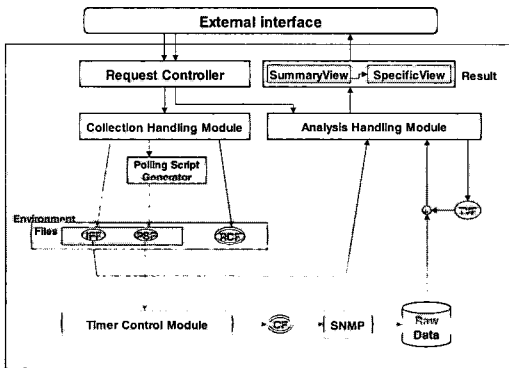 External interface
Request Controller
SummaryView
SpecificView
Result
Collection Handling Module
Analysis Handling Module
Polling Script
Generator
Environment
Files
IFF
PSF
RCF
Timer Control Module
CF
SNMP
Raw
Data